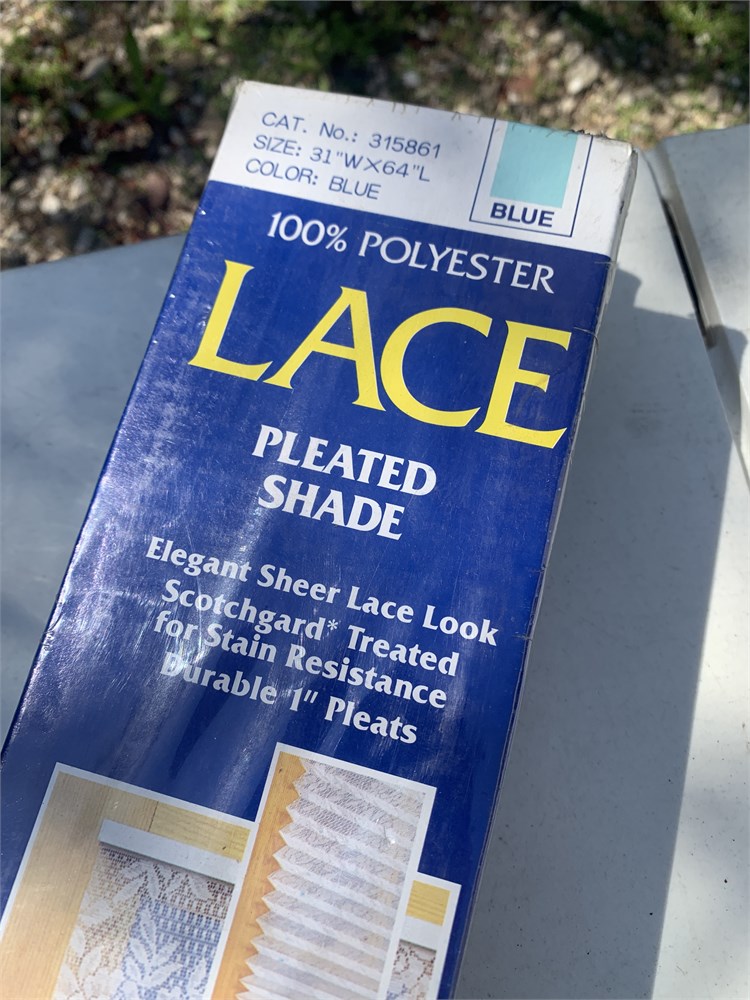 CAT. No.: 315861
SIZE: 31"W×64"L
COLOR: BLUE
BLUE
100% POLYESTER
LACE
PLEATED
SHADE
Elegant Sheer Lace Look
Scotchgard* Treated
for Stain Resistance
Durable 1" Pleats